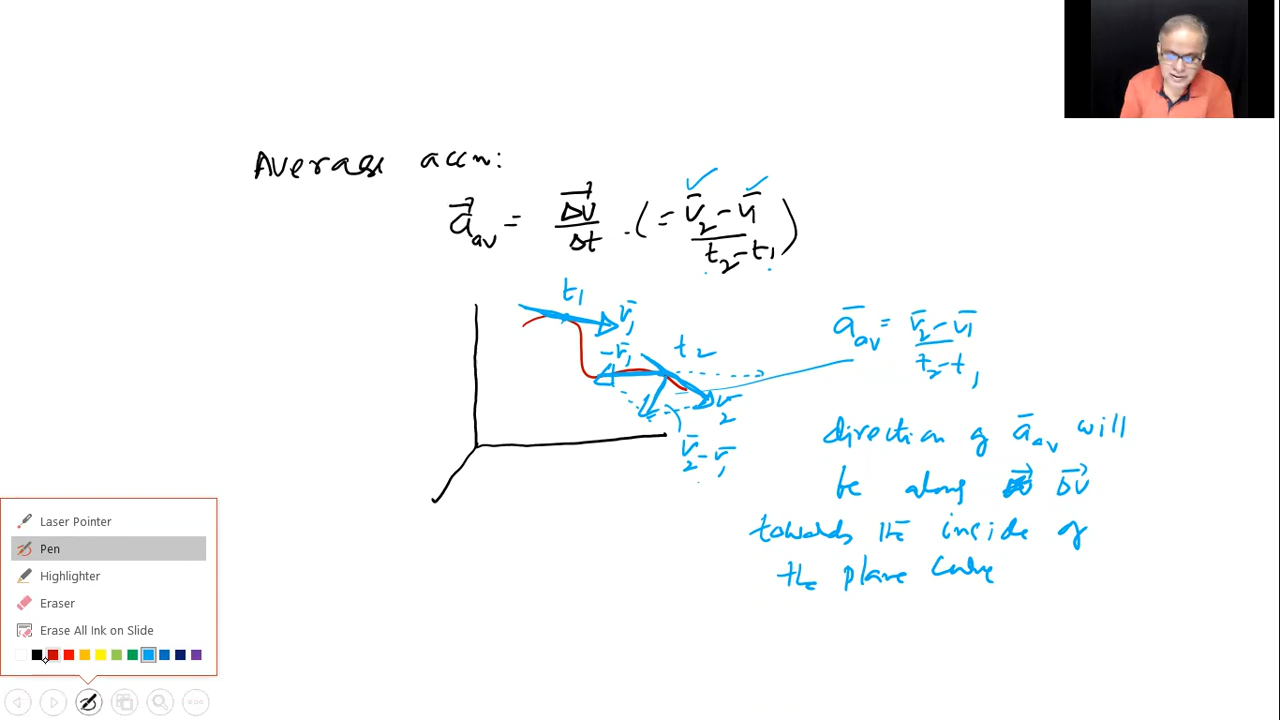 Average accn:
a⃗av = Δv⃗/Δt . (= v̄2 − v̄1 / t2 − t1)
t1
v̄1
−v̄1
t2
v̄2
v̄2 − v̄1
āav = v̄2 − v̄1 / t2 − t1
direction of āav will
be along Δv⃗
towards the inside of
the plane curve
Laser Pointer
Pen
Highlighter
Eraser
Erase All Ink on Slide